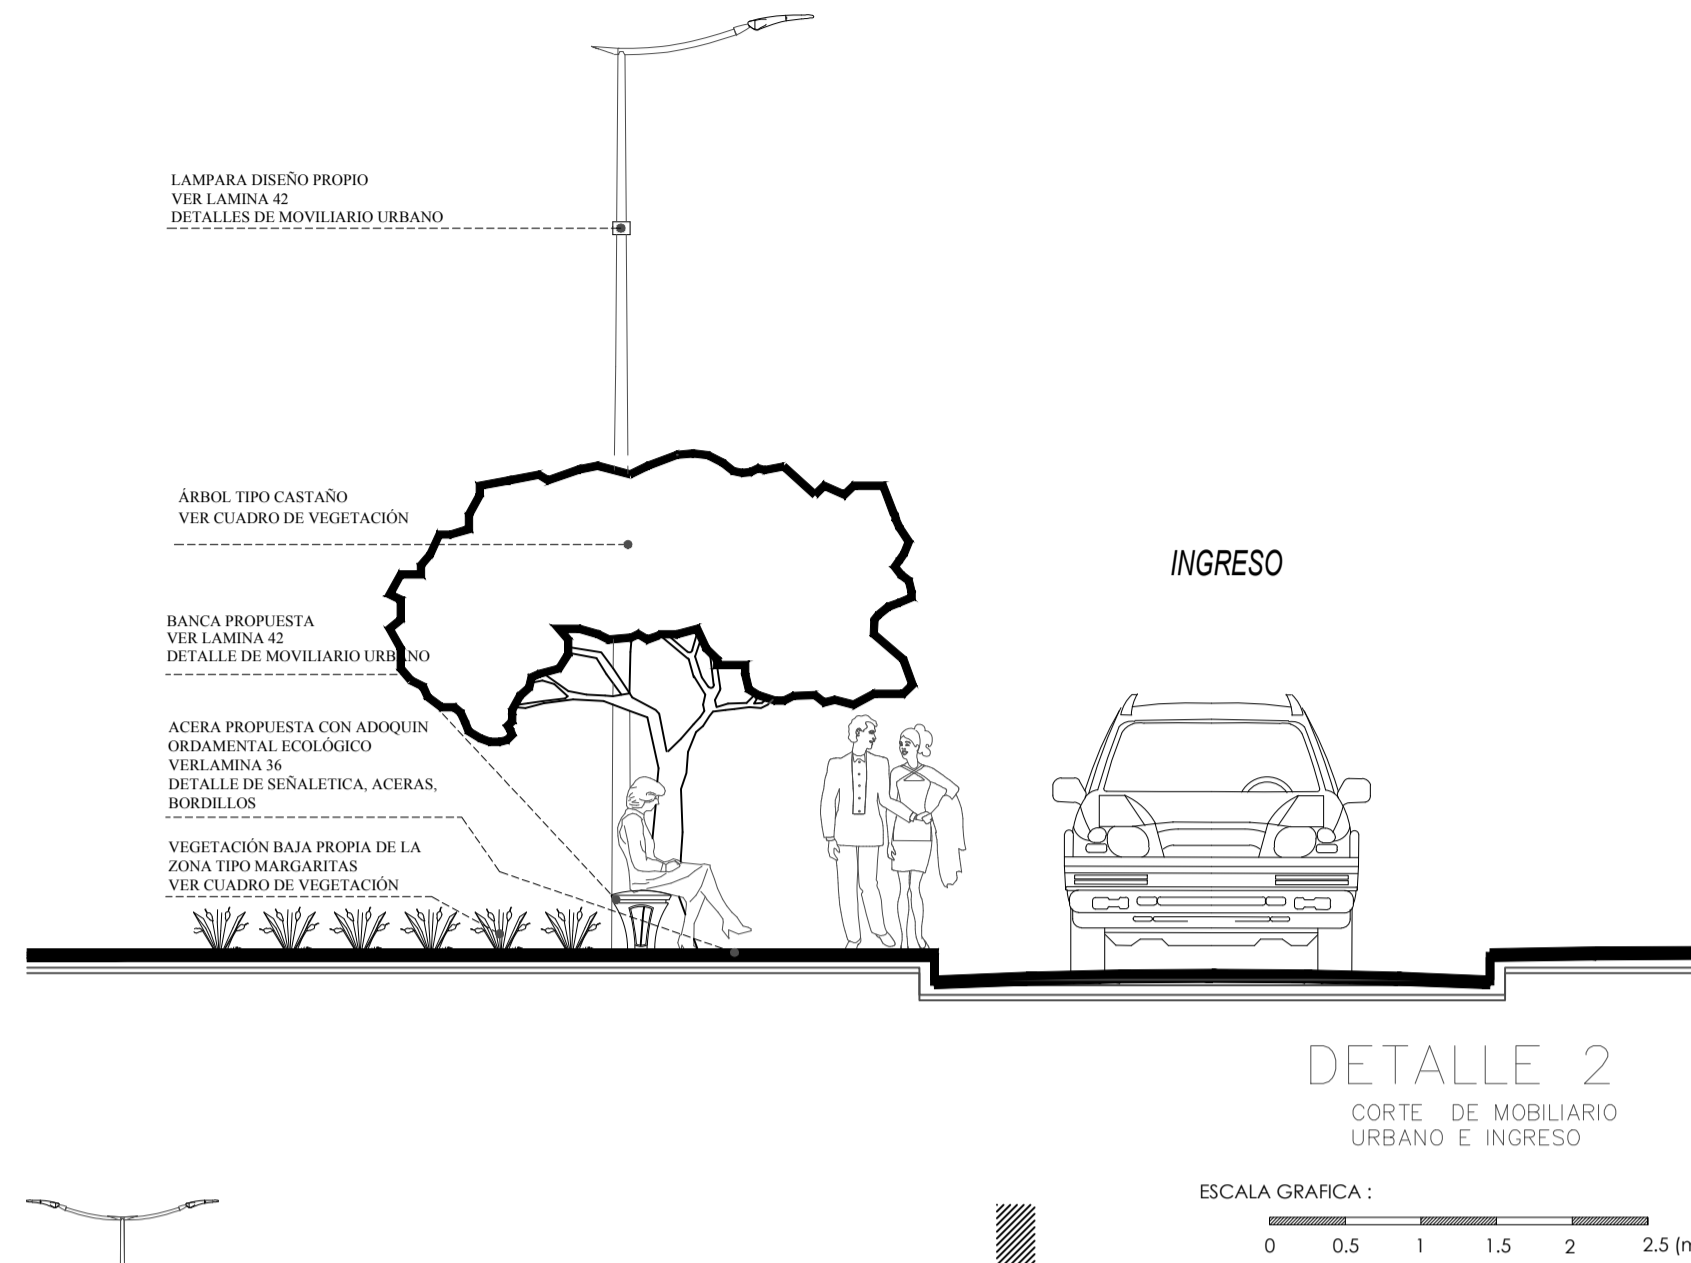 LAMPARA DISEÑO PROPIO
VER LAMINA 42
DETALLES DE MOVILIARIO URBANO
ÁRBOL TIPO CASTAÑO
VER CUADRO DE VEGETACIÓN
INGRESO
BANCA PROPUESTA
VER LAMINA 42
DETALLE DE MOVILIARIO URBANO
ACERA PROPUESTA CON ADOQUIN
ORDAMENTAL ECOLÓGICO
VERLAMINA 36
DETALLE DE SEÑALETICA, ACERAS,
BORDILLOS
VEGETACIÓN BAJA PROPIA DE LA
ZONA TIPO MARGARITAS
VER CUADRO DE VEGETACIÓN
DETALLE 2
CORTE DE MOBILIARIO
URBANO E INGRESO
ESCALA GRAFICA :
0 0.5 1 1.5 2 2.5 (m